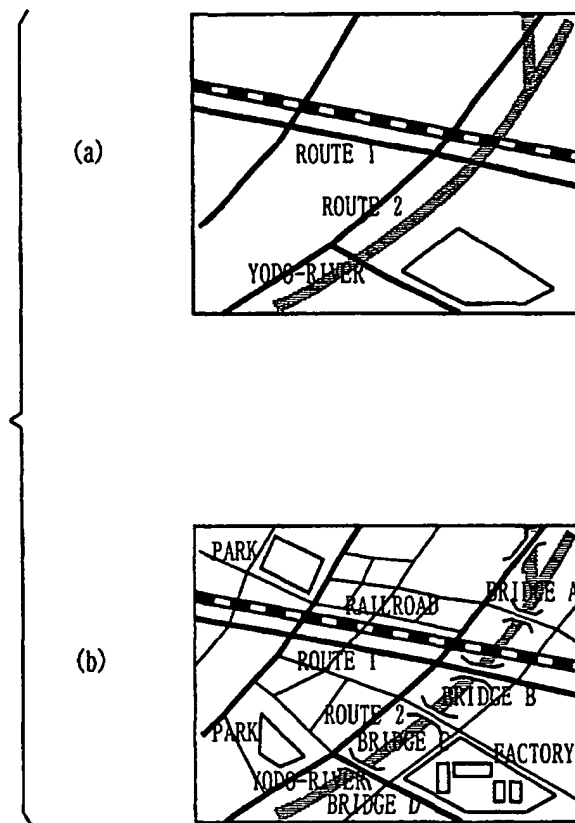 (a)
ROUTE 1
ROUTE 2
YODO-RIVER
(b)
PARK
BRIDGE A
RAILROAD
ROUTE 1
BRIDGE B
ROUTE 2
PARK
BRIDGE C
FACTORY
YODO-RIVER
BRIDGE D